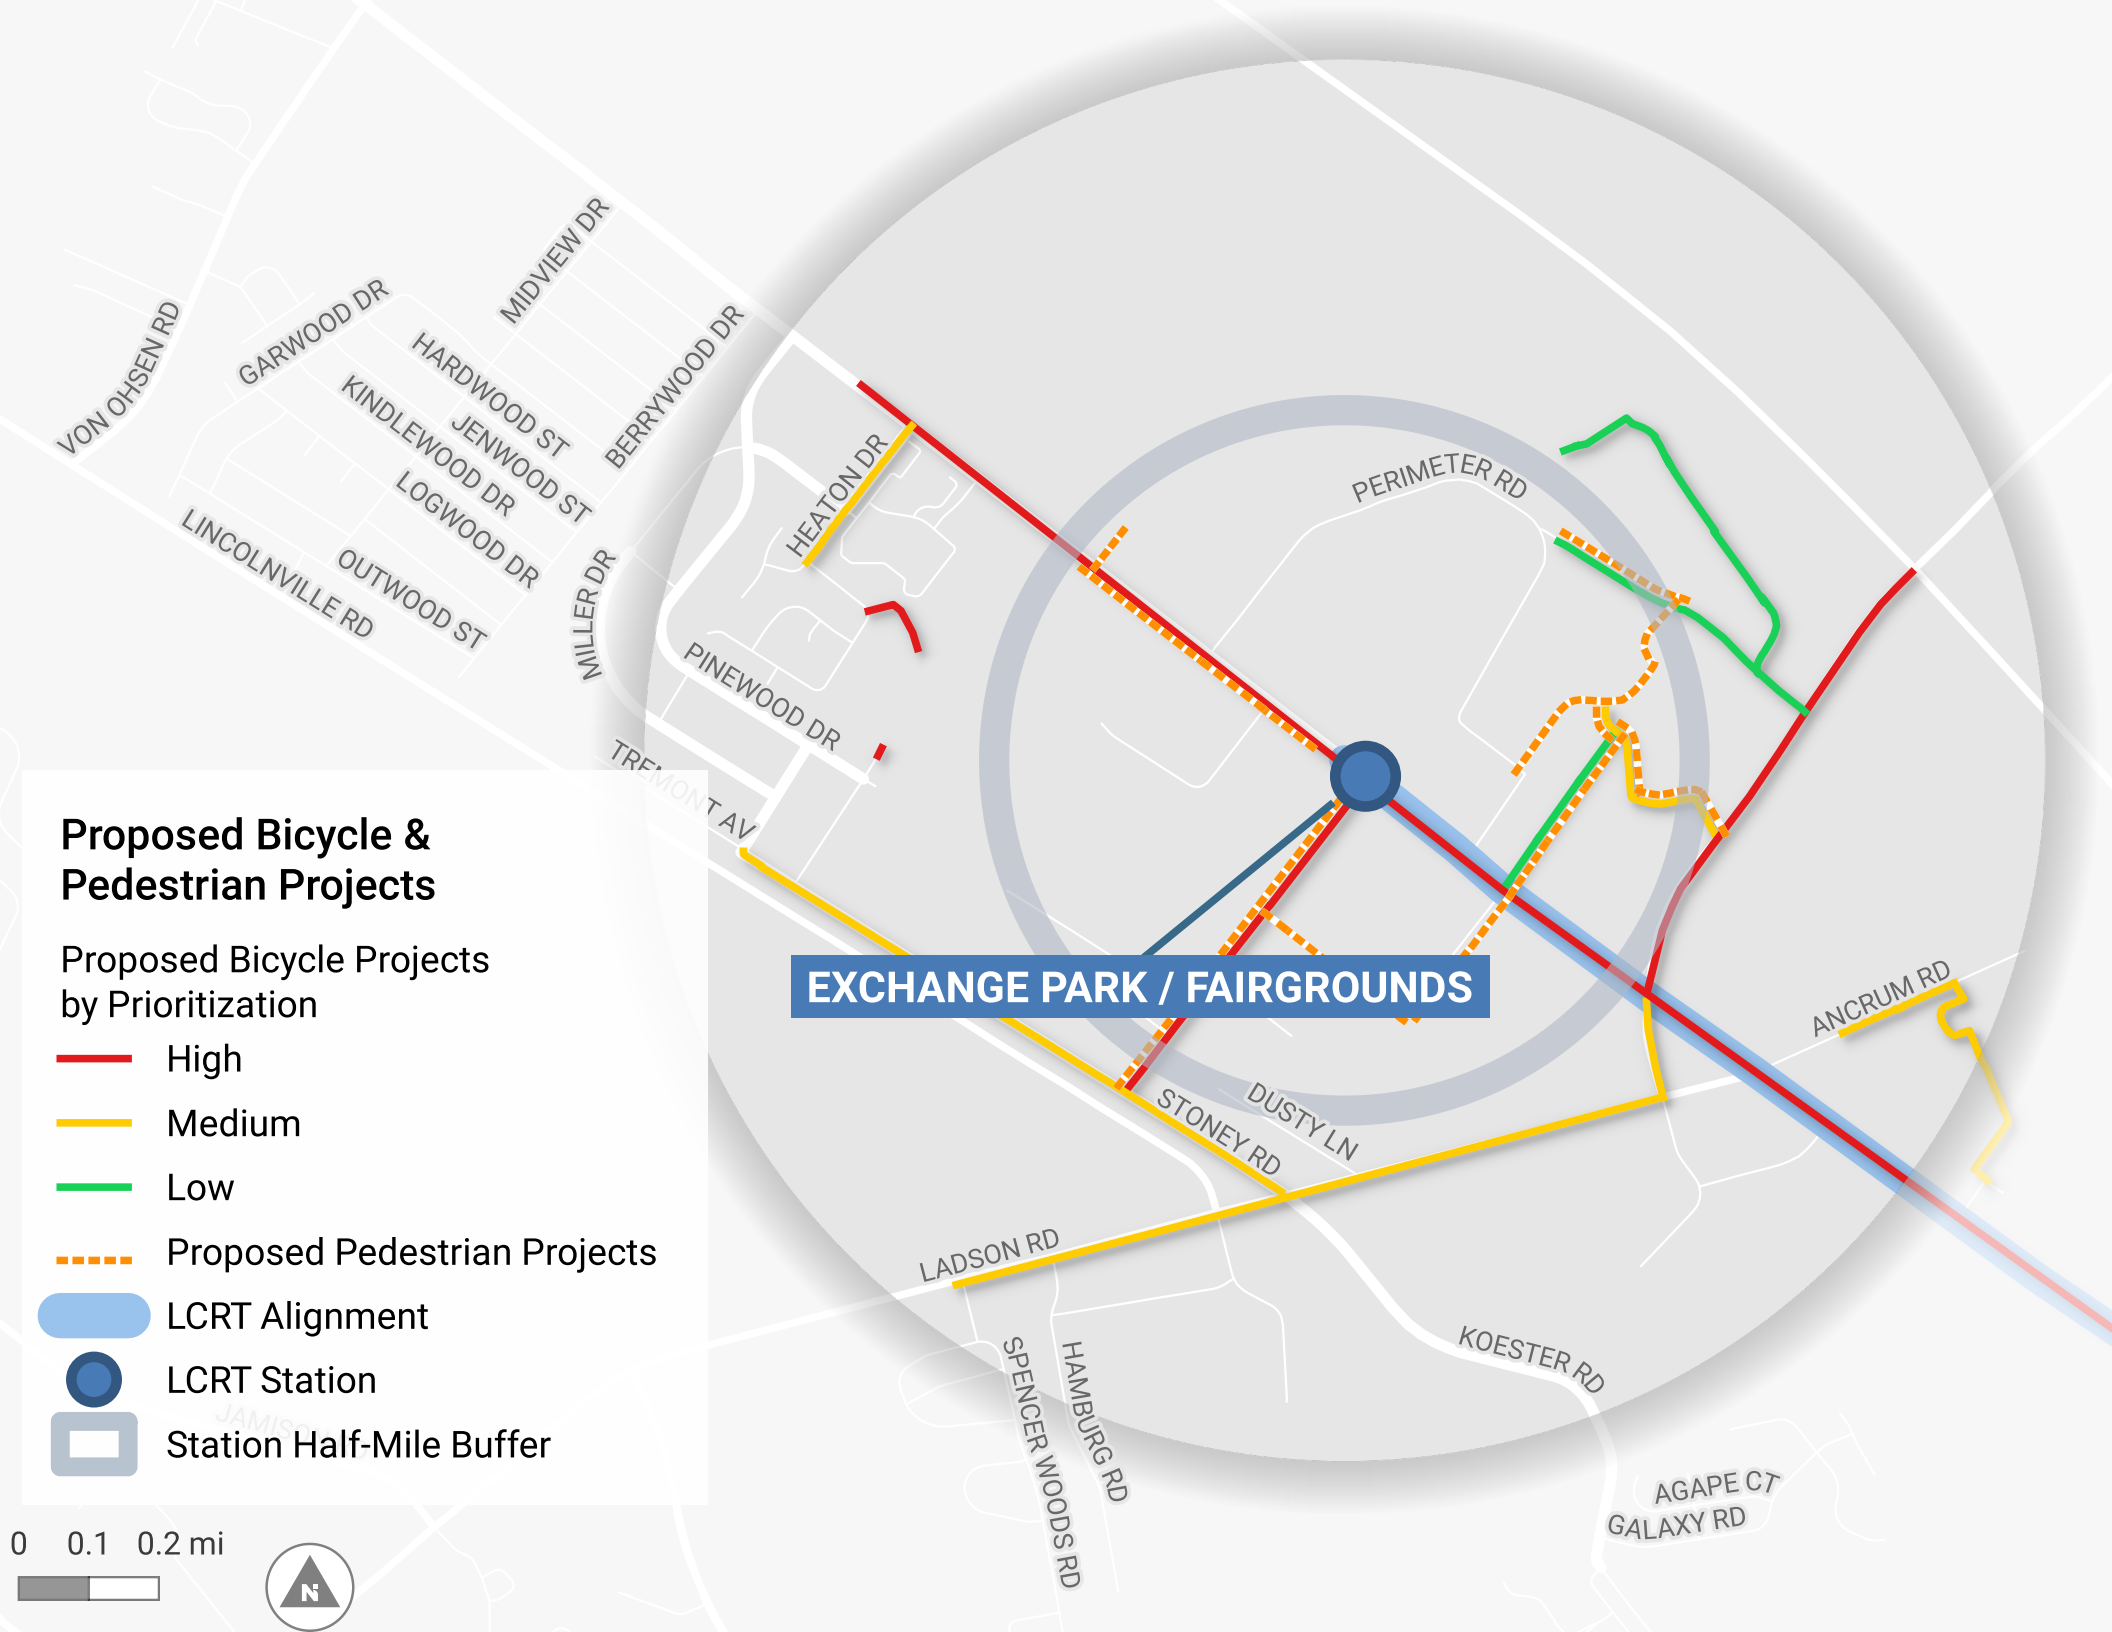 MIDVIEW DR
GARWOOD DR
VON OHSEN RD
HARDWOOD ST
BERRYWOOD DR
KINDLEWOOD DR
JENWOOD ST
LOGWOOD DR
LINCOLNVILLE RD
OUTWOOD ST
MILLER DR
HEATON DR
PERIMETER RD
PINEWOOD DR
TREMONT AV
EXCHANGE PARK / FAIRGROUNDS
ANCRUM RD
STONEY RD
DUSTY LN
LADSON RD
SPENCER WOODS RD
HAMBURG RD
KOESTER RD
AGAPE CT
GALAXY RD
Proposed Bicycle &
Pedestrian Projects
Proposed Bicycle Projects
by Prioritization
High
Medium
Low
Proposed Pedestrian Projects
LCRT Alignment
LCRT Station
Station Half-Mile Buffer
0 0.1 0.2 mi
N